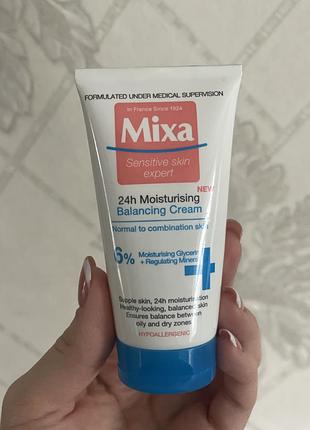 FORMULATED UNDER MEDICAL SUPERVISION
In France Since 1924
Mixa
Sensitive skin
expert
NEW
24h Moisturising
Balancing Cream
Normal to combination skin
6% Moisturising Glycerin
+ Regulating Minerals
Supple skin, 24h moisturisation
Healthy-looking, balanced skin
Ensures balance between
oily and dry zones.
HYPOALLERGENIC